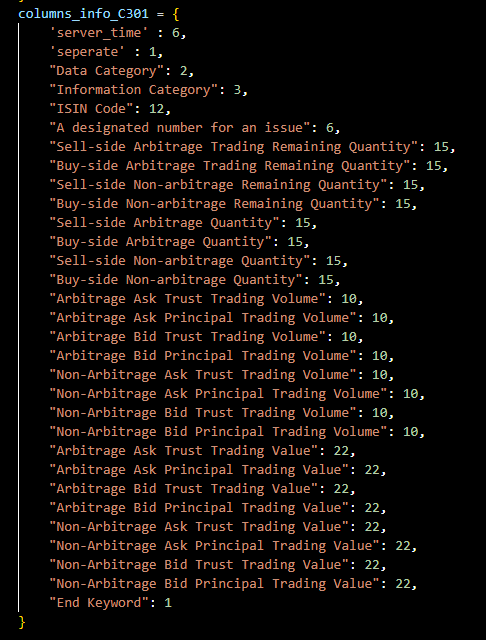 columns_info_C301 = {
'server_time' : 6,
'seperate' : 1,
"Data Category": 2,
"Information Category": 3,
"ISIN Code": 12,
"A designated number for an issue": 6,
"Sell-side Arbitrage Trading Remaining Quantity": 15,
"Buy-side Arbitrage Trading Remaining Quantity": 15,
"Sell-side Non-arbitrage Remaining Quantity": 15,
"Buy-side Non-arbitrage Remaining Quantity": 15,
"Sell-side Arbitrage Quantity": 15,
"Buy-side Arbitrage Quantity": 15,
"Sell-side Non-arbitrage Quantity": 15,
"Buy-side Non-arbitrage Quantity": 15,
"Arbitrage Ask Trust Trading Volume": 10,
"Arbitrage Ask Principal Trading Volume": 10,
"Arbitrage Bid Trust Trading Volume": 10,
"Arbitrage Bid Principal Trading Volume": 10,
"Non-Arbitrage Ask Trust Trading Volume": 10,
"Non-Arbitrage Ask Principal Trading Volume": 10,
"Non-Arbitrage Bid Trust Trading Volume": 10,
"Non-Arbitrage Bid Principal Trading Volume": 10,
"Arbitrage Ask Trust Trading Value": 22,
"Arbitrage Ask Principal Trading Value": 22,
"Arbitrage Bid Trust Trading Value": 22,
"Arbitrage Bid Principal Trading Value": 22,
"Non-Arbitrage Ask Trust Trading Value": 22,
"Non-Arbitrage Ask Principal Trading Value": 22,
"Non-Arbitrage Bid Trust Trading Value": 22,
"Non-Arbitrage Bid Principal Trading Value": 22,
"End Keyword": 1
}